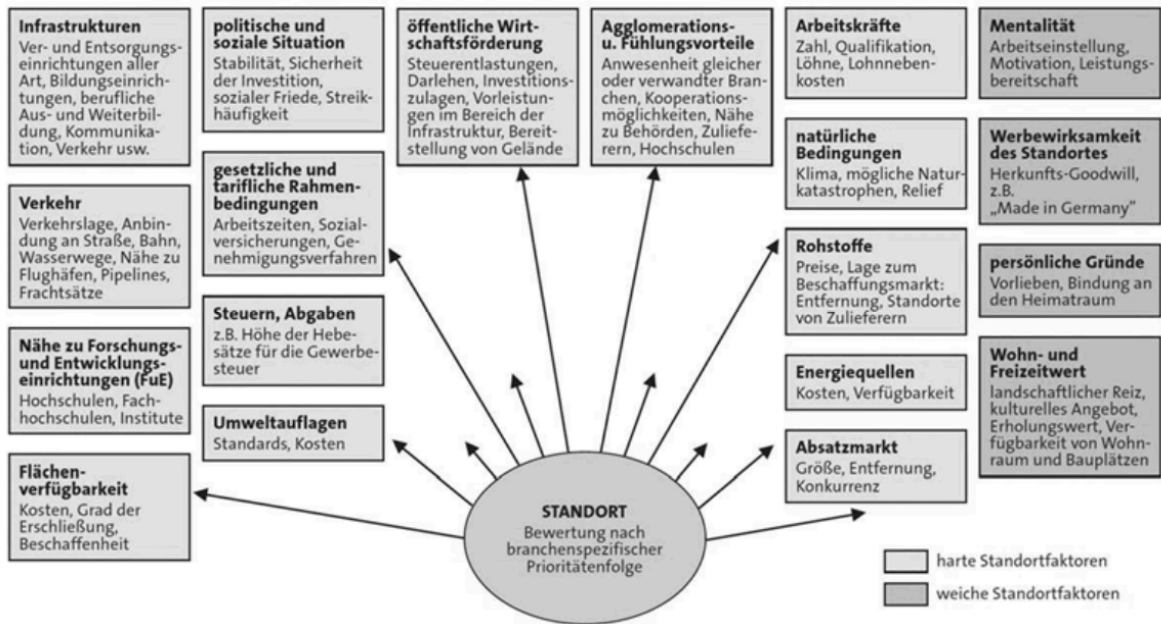 Infrastrukturen
Ver- und Entsorgungs-
einrichtungen aller
Art, Bildungseinrich-
tungen, berufliche
Aus- und Weiterbil-
dung, Kommunika-
tion, Verkehr usw.
Verkehr
Verkehrslage, Anbin-
dung an Straße, Bahn,
Wasserwege, Nähe zu
Flughäfen, Pipelines,
Frachtsätze
Nähe zu Forschungs-
und Entwicklungs-
einrichtungen (FuE)
Hochschulen, Fach-
hochschulen, Institute
Flächen-
verfügbarkeit
Kosten, Grad der
Erschließung,
Beschaffenheit
politische und
soziale Situation
Stabilität, Sicherheit
der Investition,
sozialer Friede, Streik-
häufigkeit
gesetzliche und
tarifliche Rahmen-
bedingungen
Arbeitszeiten, Sozial-
versicherungen, Ge-
nehmigungsverfahren
Steuern, Abgaben
z.B. Höhe der Hebe-
sätze für die Gewerbe-
steuer
Umweltauflagen
Standards, Kosten
öffentliche Wirt-
schaftsförderung
Steuerentlastungen,
Darlehen, Investitions-
zulagen, Vorleistun-
gen im Bereich der
Infrastruktur, Bereit-
stellung von Gelände
Agglomerations-
u. Fühlungsvorteile
Anwesenheit gleicher
oder verwandter Bran-
chen, Kooperations-
möglichkeiten, Nähe
zu Behörden, Zuliefe-
rern, Hochschulen
Arbeitskräfte
Zahl, Qualifikation,
Löhne, Lohnneben-
kosten
natürliche
Bedingungen
Klima, mögliche Natur-
katastrophen, Relief
Rohstoffe
Preise, Lage zum
Beschaffungsmarkt:
Entfernung, Standorte
von Zulieferern
Energiequellen
Kosten, Verfügbarkeit
Absatzmarkt
Größe, Entfernung,
Konkurrenz
Mentalität
Arbeitseinstellung,
Motivation, Leistungs-
bereitschaft
Werbewirksamkeit
des Standortes
Herkunfts-Goodwill,
z.B.
„Made in Germany”
persönliche Gründe
Vorlieben, Bindung an
den Heimatraum
Wohn- und
Freizeitwert
landschaftlicher Reiz,
kulturelles Angebot,
Erholungswert, Ver-
fügbarkeit von Wohn-
raum und Bauplätzen
STANDORT
Bewertung nach
branchenspezifischer
Prioritätenfolge
harte Standortfaktoren
weiche Standortfaktoren